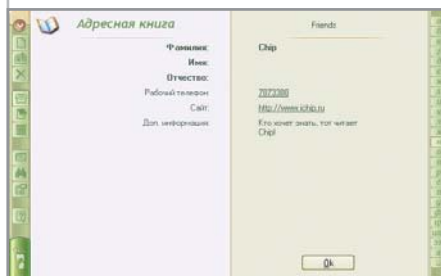 Адресная книга
Friends
Фамилия: Chip
Имя:
Отчество:
Рабочий телефон 7873388
Сайт: http://www.ichip.ru
Доп. информация Кто хочет знать, тот читает
Chip!
Ok